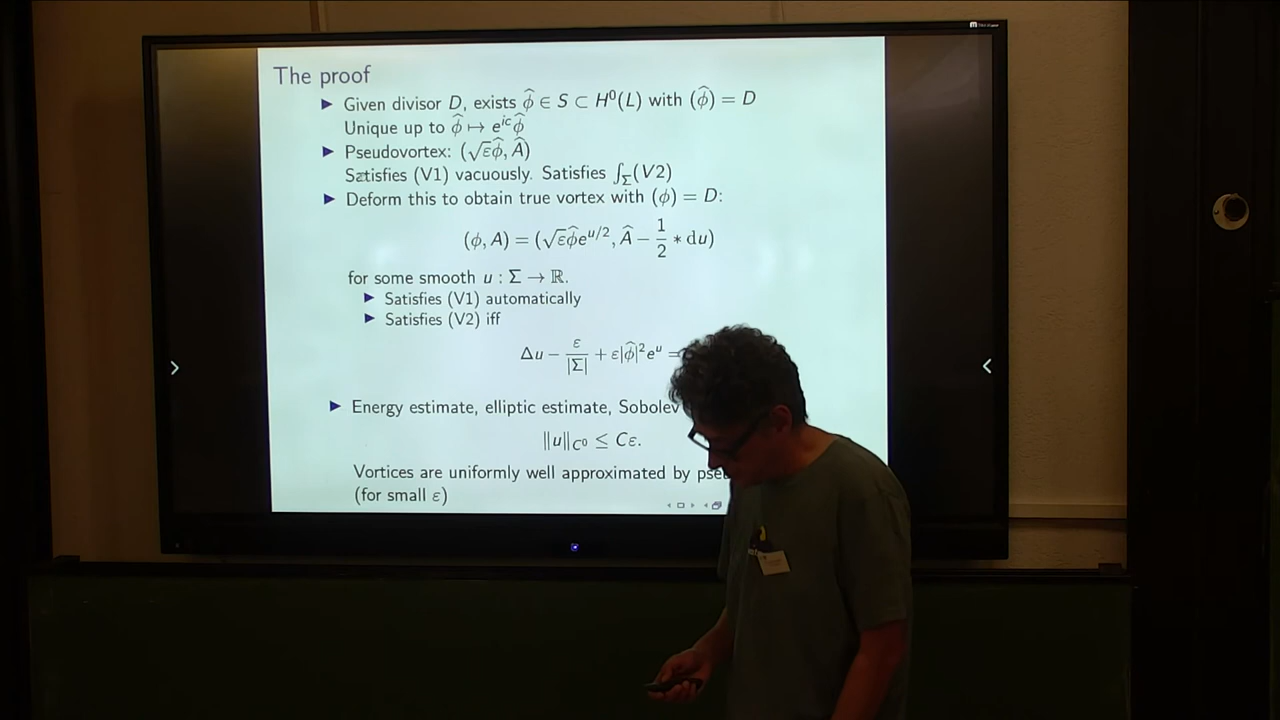 The proof
▶ Given divisor D, exists φ̂ ∈ S ⊂ H⁰(L) with (φ̂) = D
Unique up to φ̂ ↦ e^{ic}φ̂
▶ Pseudovortex: (√εφ̂, Â)
Satisfies (V1) vacuously. Satisfies ∫_Σ(V2)
▶ Deform this to obtain true vortex with (φ) = D:
(φ, A) = (√εφ̂e^{u/2}, Â − 1/2 ∗ du)
for some smooth u : Σ → ℝ.
▶ Satisfies (V1) automatically
▶ Satisfies (V2) iff
Δu − ε/|Σ| + ε|φ̂|²e^u =
▶ Energy estimate, elliptic estimate, Sobolev
‖u‖_{C⁰} ≤ Cε.
Vortices are uniformly well approximated by
(for small ε)